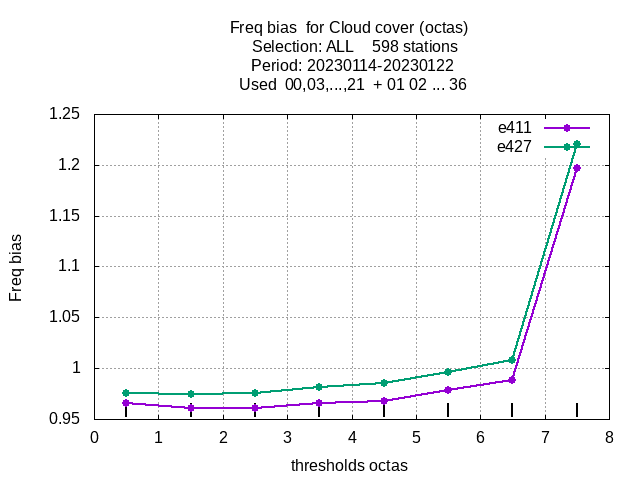 Freq bias  for Cloud cover (octas)
Selection: ALL    598 stations
Period: 20230114-20230122
Used  00,03,...,21  + 01 02 ... 36
e411
e427
1.25
1.2
1.15
1.1
1.05
1
0.95
Freq bias
0 1 2 3 4 5 6 7 8
thresholds octas